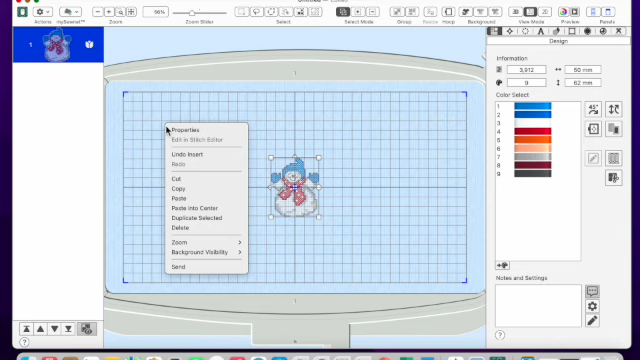 56%
Actions
mySewnet™
Zoom
Zoom Slider
Select
Select Mode
Group
Resize
Hoop
Background
View Mode
Preview
Panels
1
Properties
Edit in Stitch Editor
Undo Insert
Redo
Cut
Copy
Paste
Paste into Center
Duplicate Selected
Delete
Zoom
Background Visibility
Send
Design
Information
3,912
50 mm
9
62 mm
Color Select
1
2
3
4
5
6
7
8
9
45°
Notes and Settings